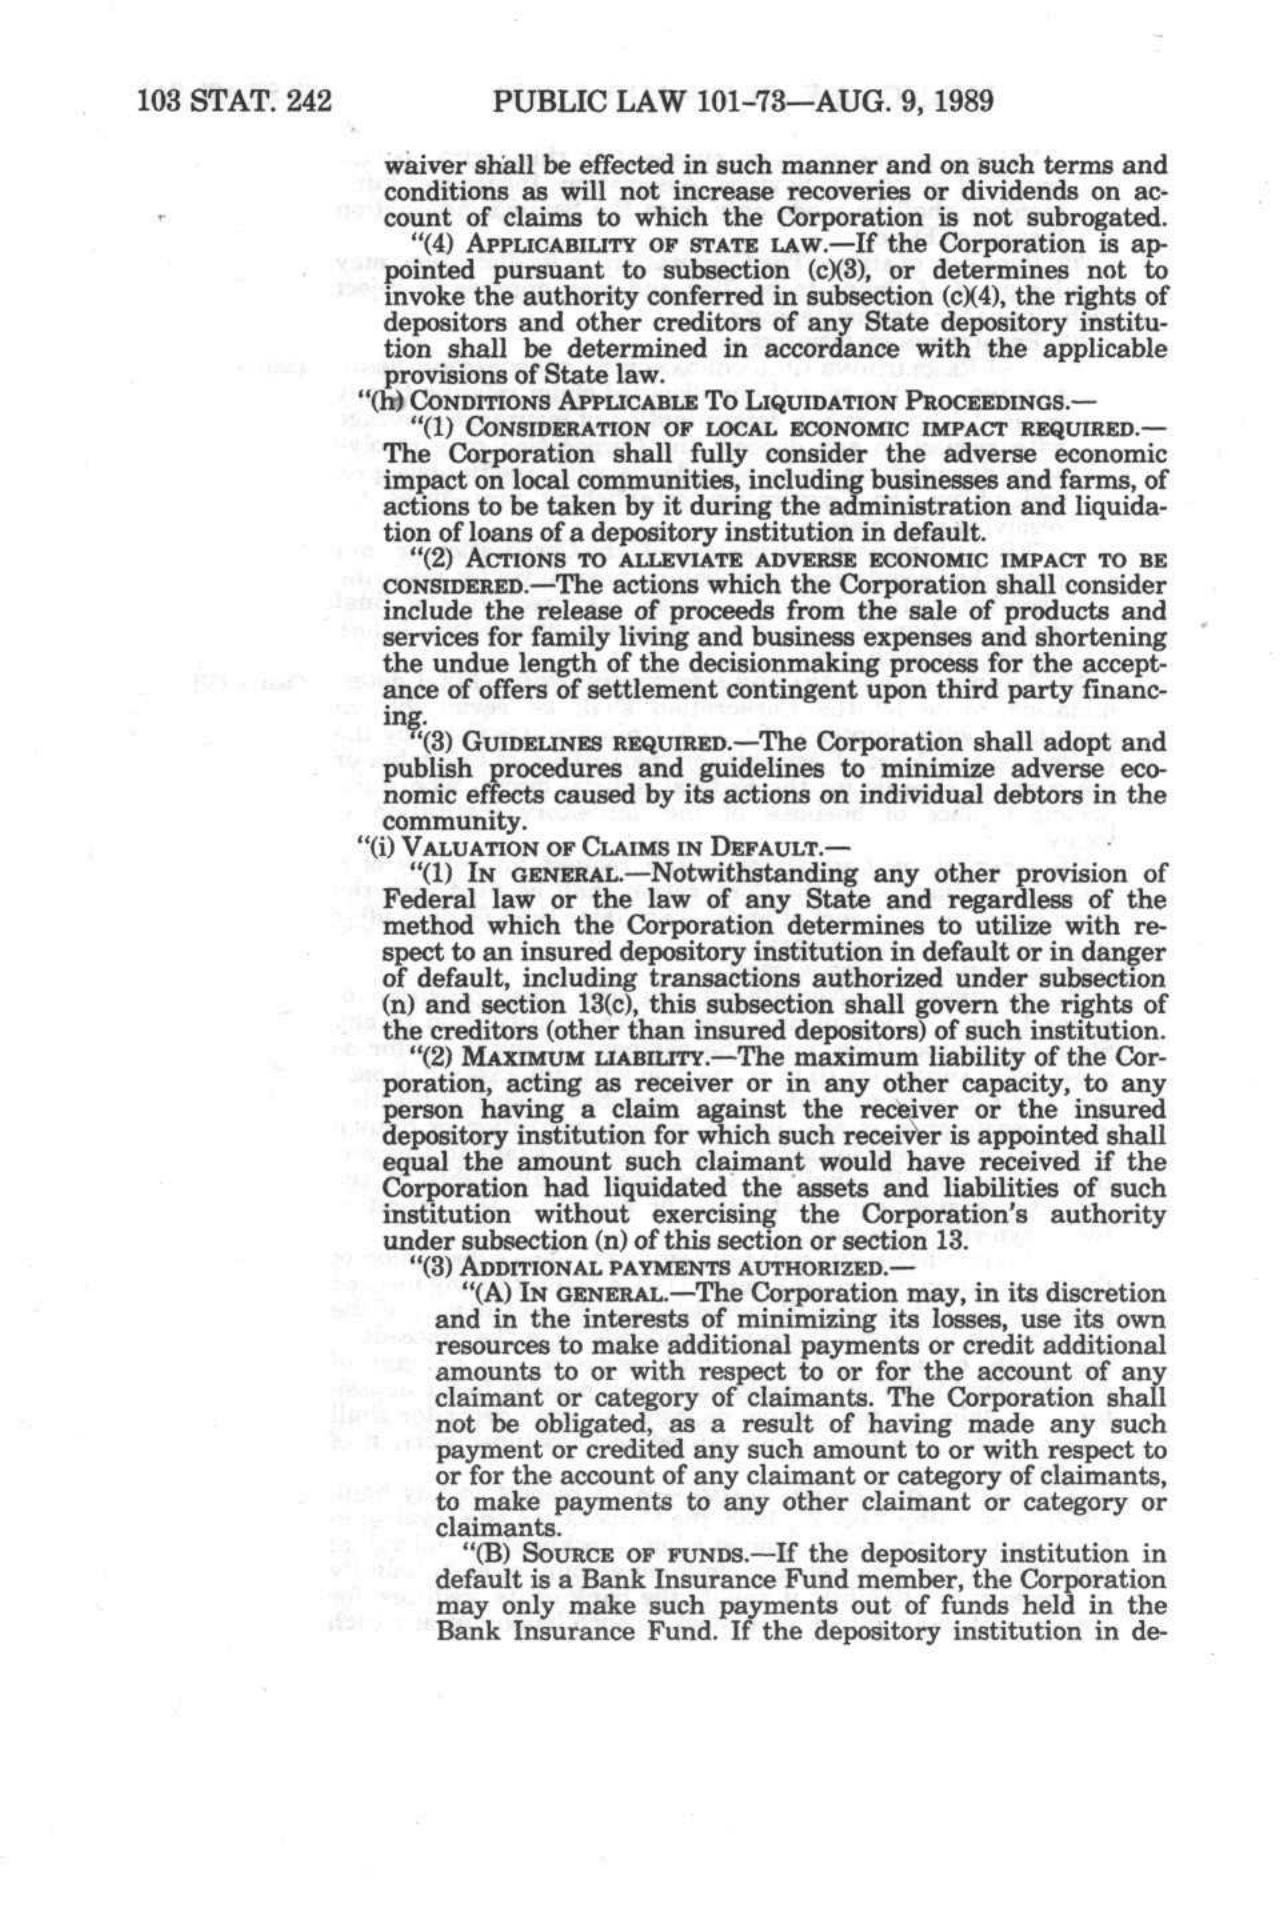 103 STAT. 242 PUBLIC LAW 101-73—AUG. 9, 1989
waiver shall be effected in such manner and on such terms and
conditions as will not increase recoveries or dividends on ac-
count of claims to which the Corporation is not subrogated.
"(4) APPLICABILITY OF STATE LAW.—If the Corporation is ap-
pointed pursuant to subsection (c)(3), or determines not to
invoke the authority conferred in subsection (c)(4), the rights of
depositors and other creditors of any State depository institu-
tion shall be determined in accordance with the applicable
provisions of State law.
"(h) CONDITIONS APPLICABLE TO LIQUIDATION PROCEEDINGS.—
"(1) CONSIDERATION OF LOCAL ECONOMIC IMPACT REQUIRED.—
The Corporation shall fully consider the adverse economic
impact on local communities, including businesses and farms, of
actions to be taken by it during the administration and liquida-
tion of loans of a depository institution in default.
"(2) ACTIONS TO ALLEVIATE ADVERSE ECONOMIC IMPACT TO BE
CONSIDERED.—The actions which the Corporation shall consider
include the release of proceeds from the sale of products and
services for family living and business expenses and shortening
the undue length of the decisionmaking process for the accept-
ance of offers of settlement contingent upon third party financ-
ing.
"(3) GUIDELINES REQUIRED.—The Corporation shall adopt and
publish procedures and guidelines to minimize adverse eco-
nomic effects caused by its actions on individual debtors in the
community.
"(i) VALUATION OF CLAIMS IN DEFAULT.—
"(1) IN GENERAL.—Notwithstanding any other provision of
Federal law or the law of any State and regardless of the
method which the Corporation determines to utilize with re-
spect to an insured depository institution in default or in danger
of default, including transactions authorized under subsection
(n) and section 13(c), this subsection shall govern the rights of
the creditors (other than insured depositors) of such institution.
"(2) MAXIMUM LIABILITY.—The maximum liability of the Cor-
poration, acting as receiver or in any other capacity, to any
person having a claim against the receiver or the insured
depository institution for which such receiver is appointed shall
equal the amount such claimant would have received if the
Corporation had liquidated the assets and liabilities of such
institution without exercising the Corporation's authority
under subsection (n) of this section or section 13.
"(3) ADDITIONAL PAYMENTS AUTHORIZED.—
"(A) IN GENERAL.—The Corporation may, in its discretion
and in the interests of minimizing its losses, use its own
resources to make additional payments or credit additional
amounts to or with respect to or for the account of any
claimant or category of claimants. The Corporation shall
not be obligated, as a result of having made any such
payment or credited any such amount to or with respect to
or for the account of any claimant or category of claimants,
to make payments to any other claimant or category or
claimants.
"(B) SOURCE OF FUNDS.—If the depository institution in
default is a Bank Insurance Fund member, the Corporation
may only make such payments out of funds held in the
Bank Insurance Fund. If the depository institution in de-